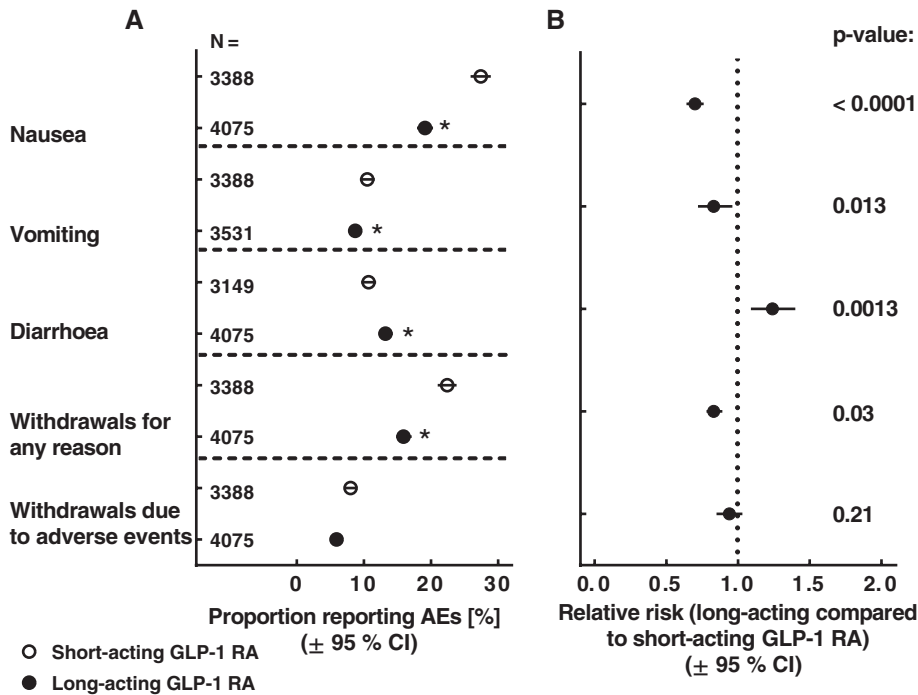 A
N =
3388
Nausea
4075 *
3388
Vomiting
3531 *
3149
Diarrhoea
4075 *
3388
Withdrawals for
any reason
4075 *
3388
Withdrawals due
to adverse events
4075
0 10 20 30
Proportion reporting AEs [%]
(± 95 % CI)
Short-acting GLP-1 RA
Long-acting GLP-1 RA
B
p-value:
< 0.0001
0.013
0.0013
0.03
0.21
0.0 0.5 1.0 1.5 2.0
Relative risk (long-acting compared
to short-acting GLP-1 RA)
(± 95 % CI)